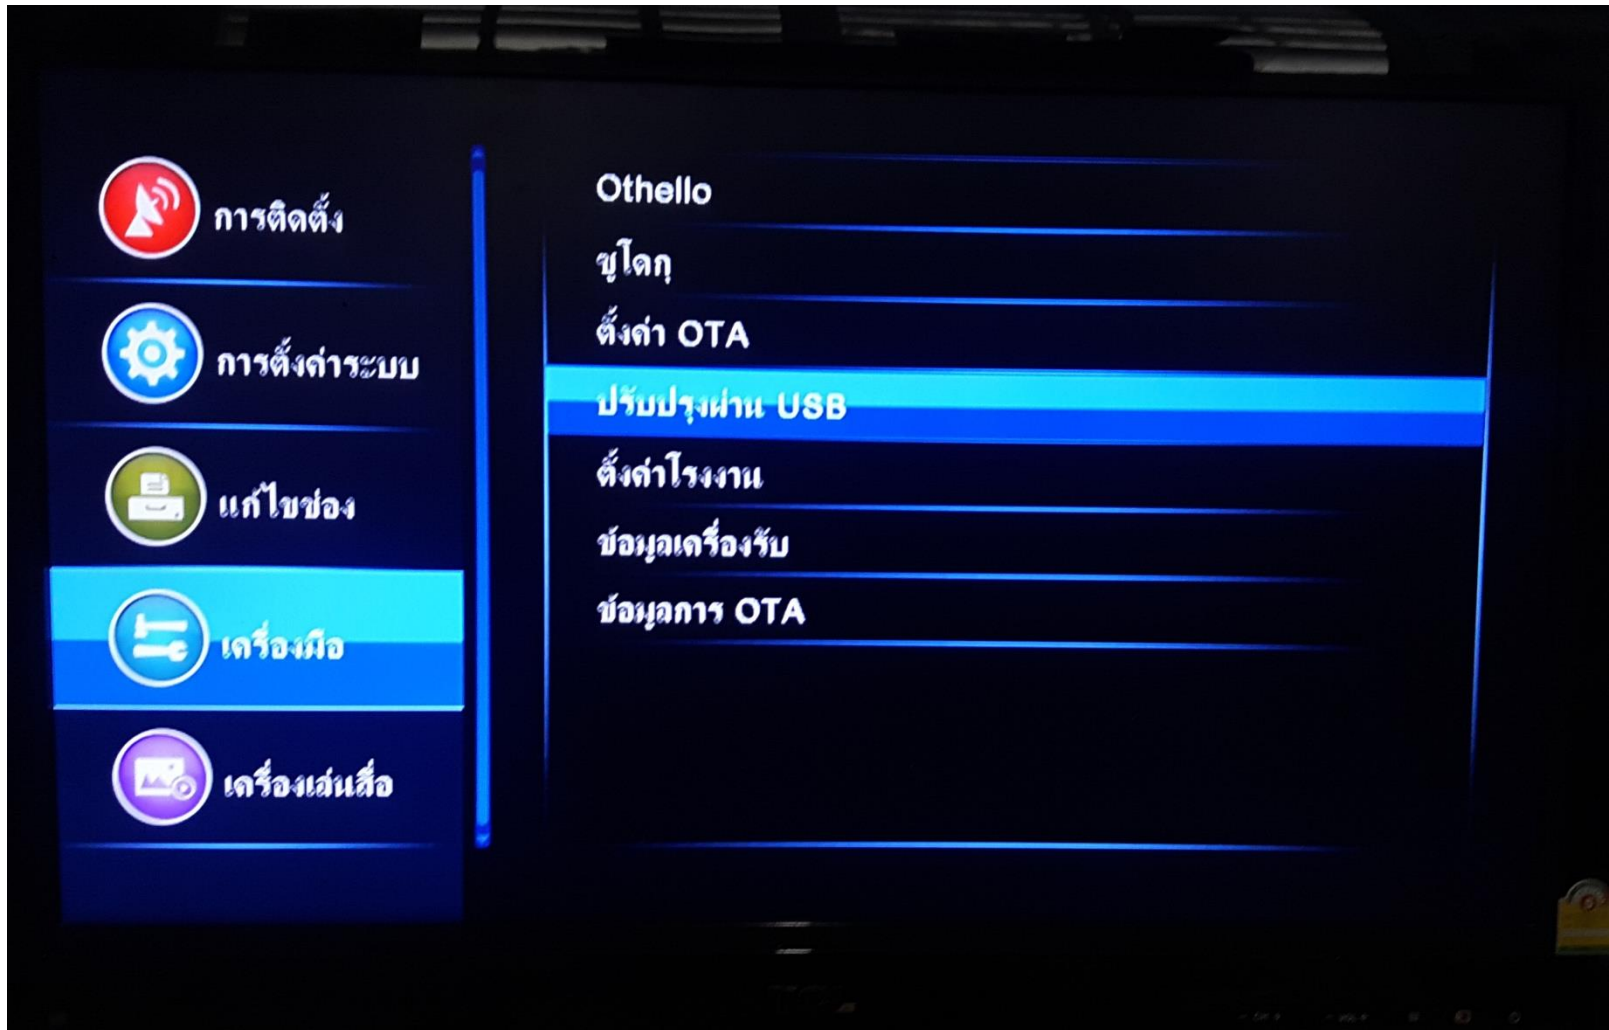 การติดตั้ง
การตั้งค่าระบบ
แก้ไขช่อง
เครื่องมือ
เครื่องเล่นสื่อ
Othello
ซูโดกุ
ตั้งค่า OTA
ปรับปรุงผ่าน USB
ตั้งค่าโรงงาน
ข้อมูลเครื่องรับ
ข้อมูลการ OTA